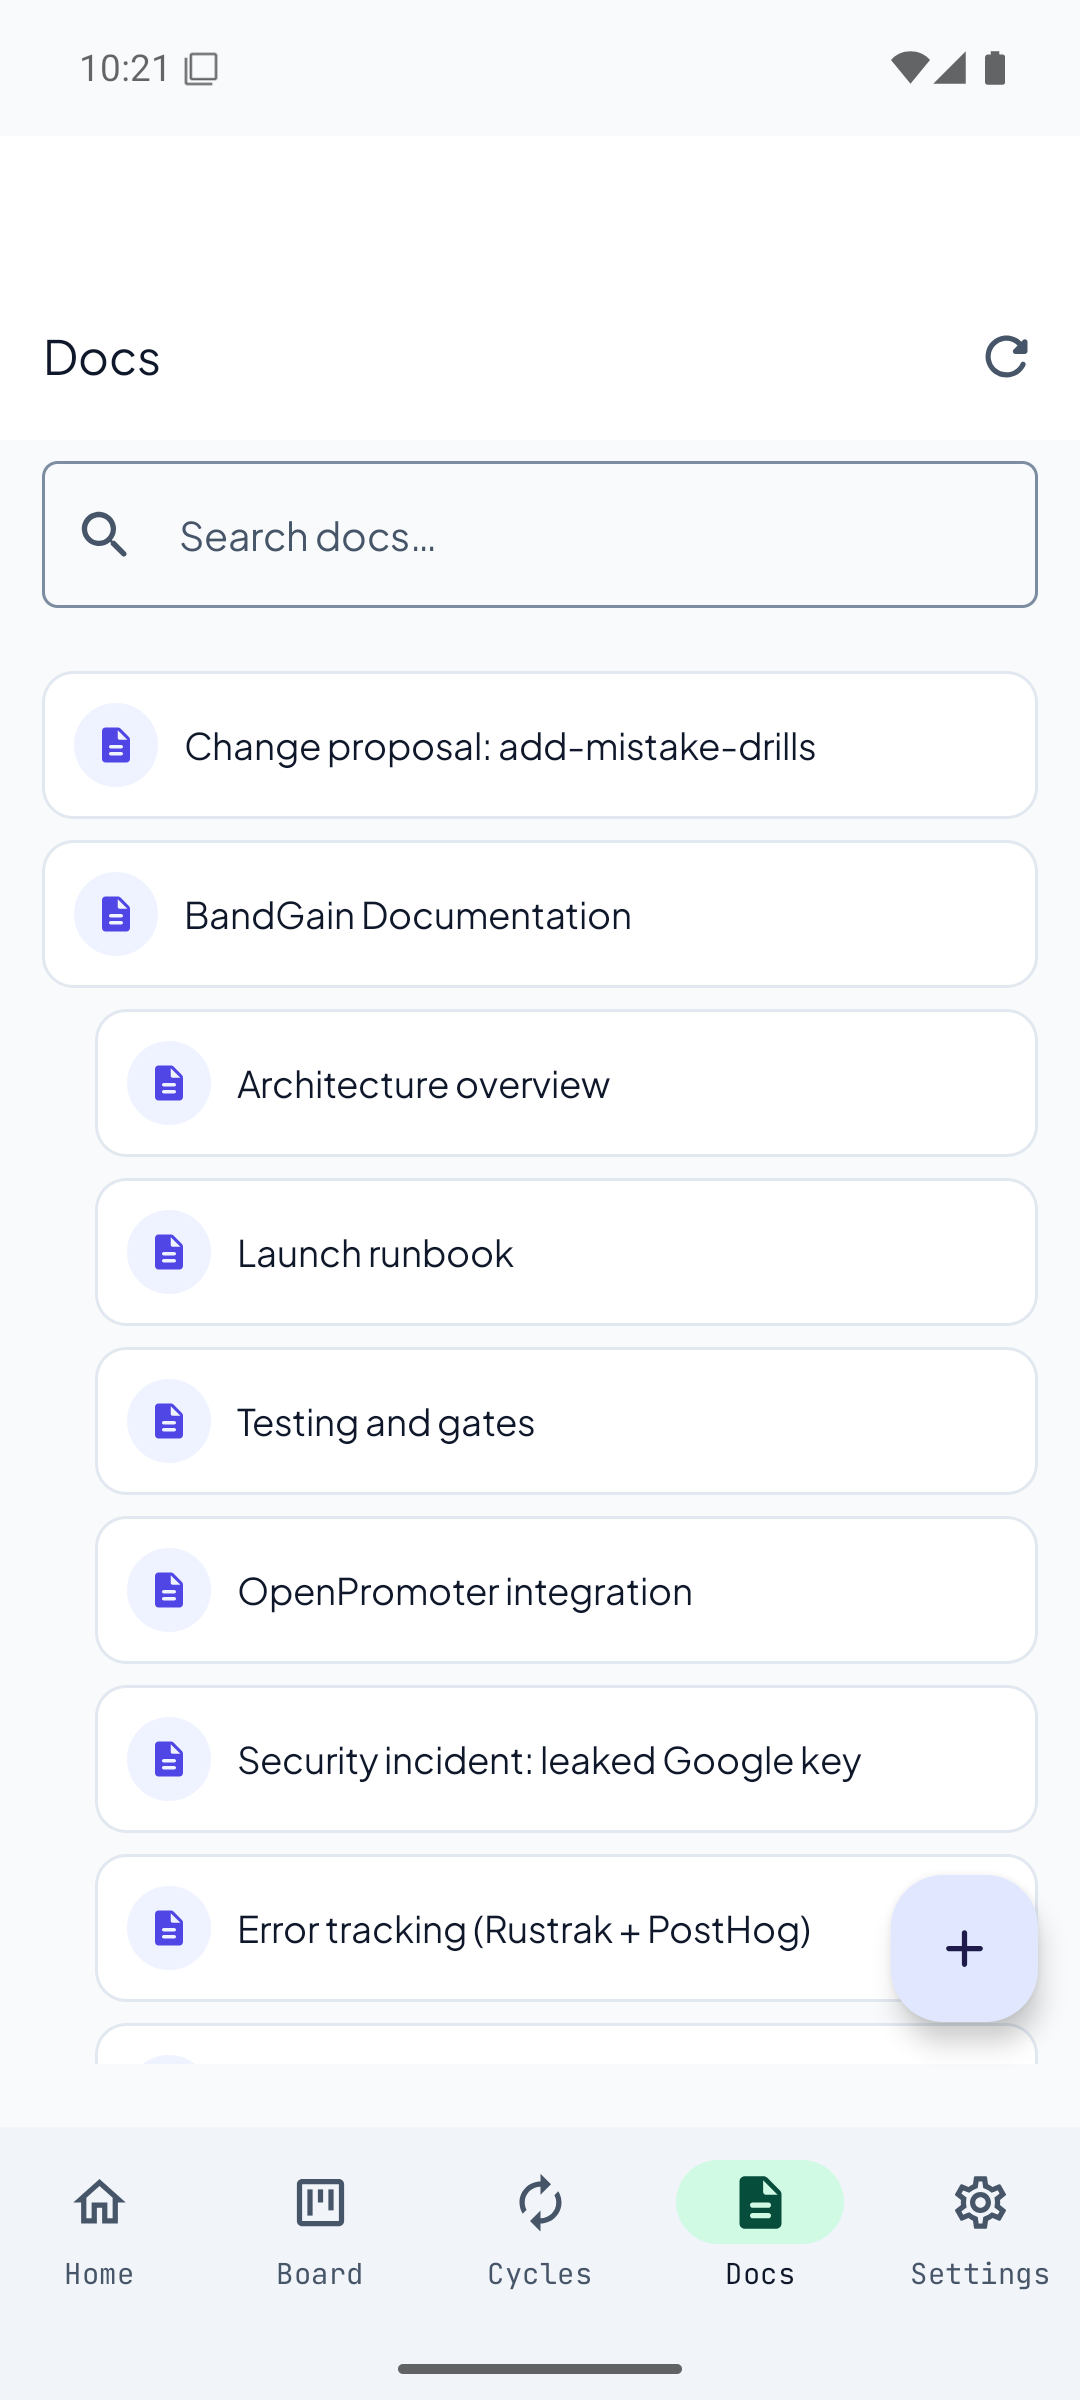 10:21
Docs
Search docs...
Change proposal: add-mistake-drills
BandGain Documentation
Architecture overview
Launch runbook
Testing and gates
OpenPromoter integration
Security incident: leaked Google key
Error tracking (Rustrak + PostHog)
Home
Board
Cycles
Docs
Settings